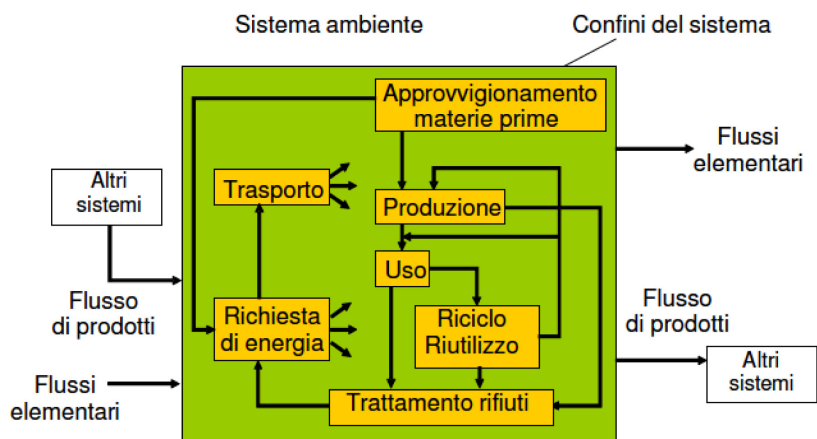 Sistema ambiente
Confini del sistema
Approvvigionamento
materie prime
Flussi
elementari
Altri
sistemi
Trasporto
Produzione
Uso
Flusso
di prodotti
Richiesta
di energia
Riciclo
Riutilizzo
Flusso
di prodotti
Altri
sistemi
Flussi
elementari
Trattamento rifiuti